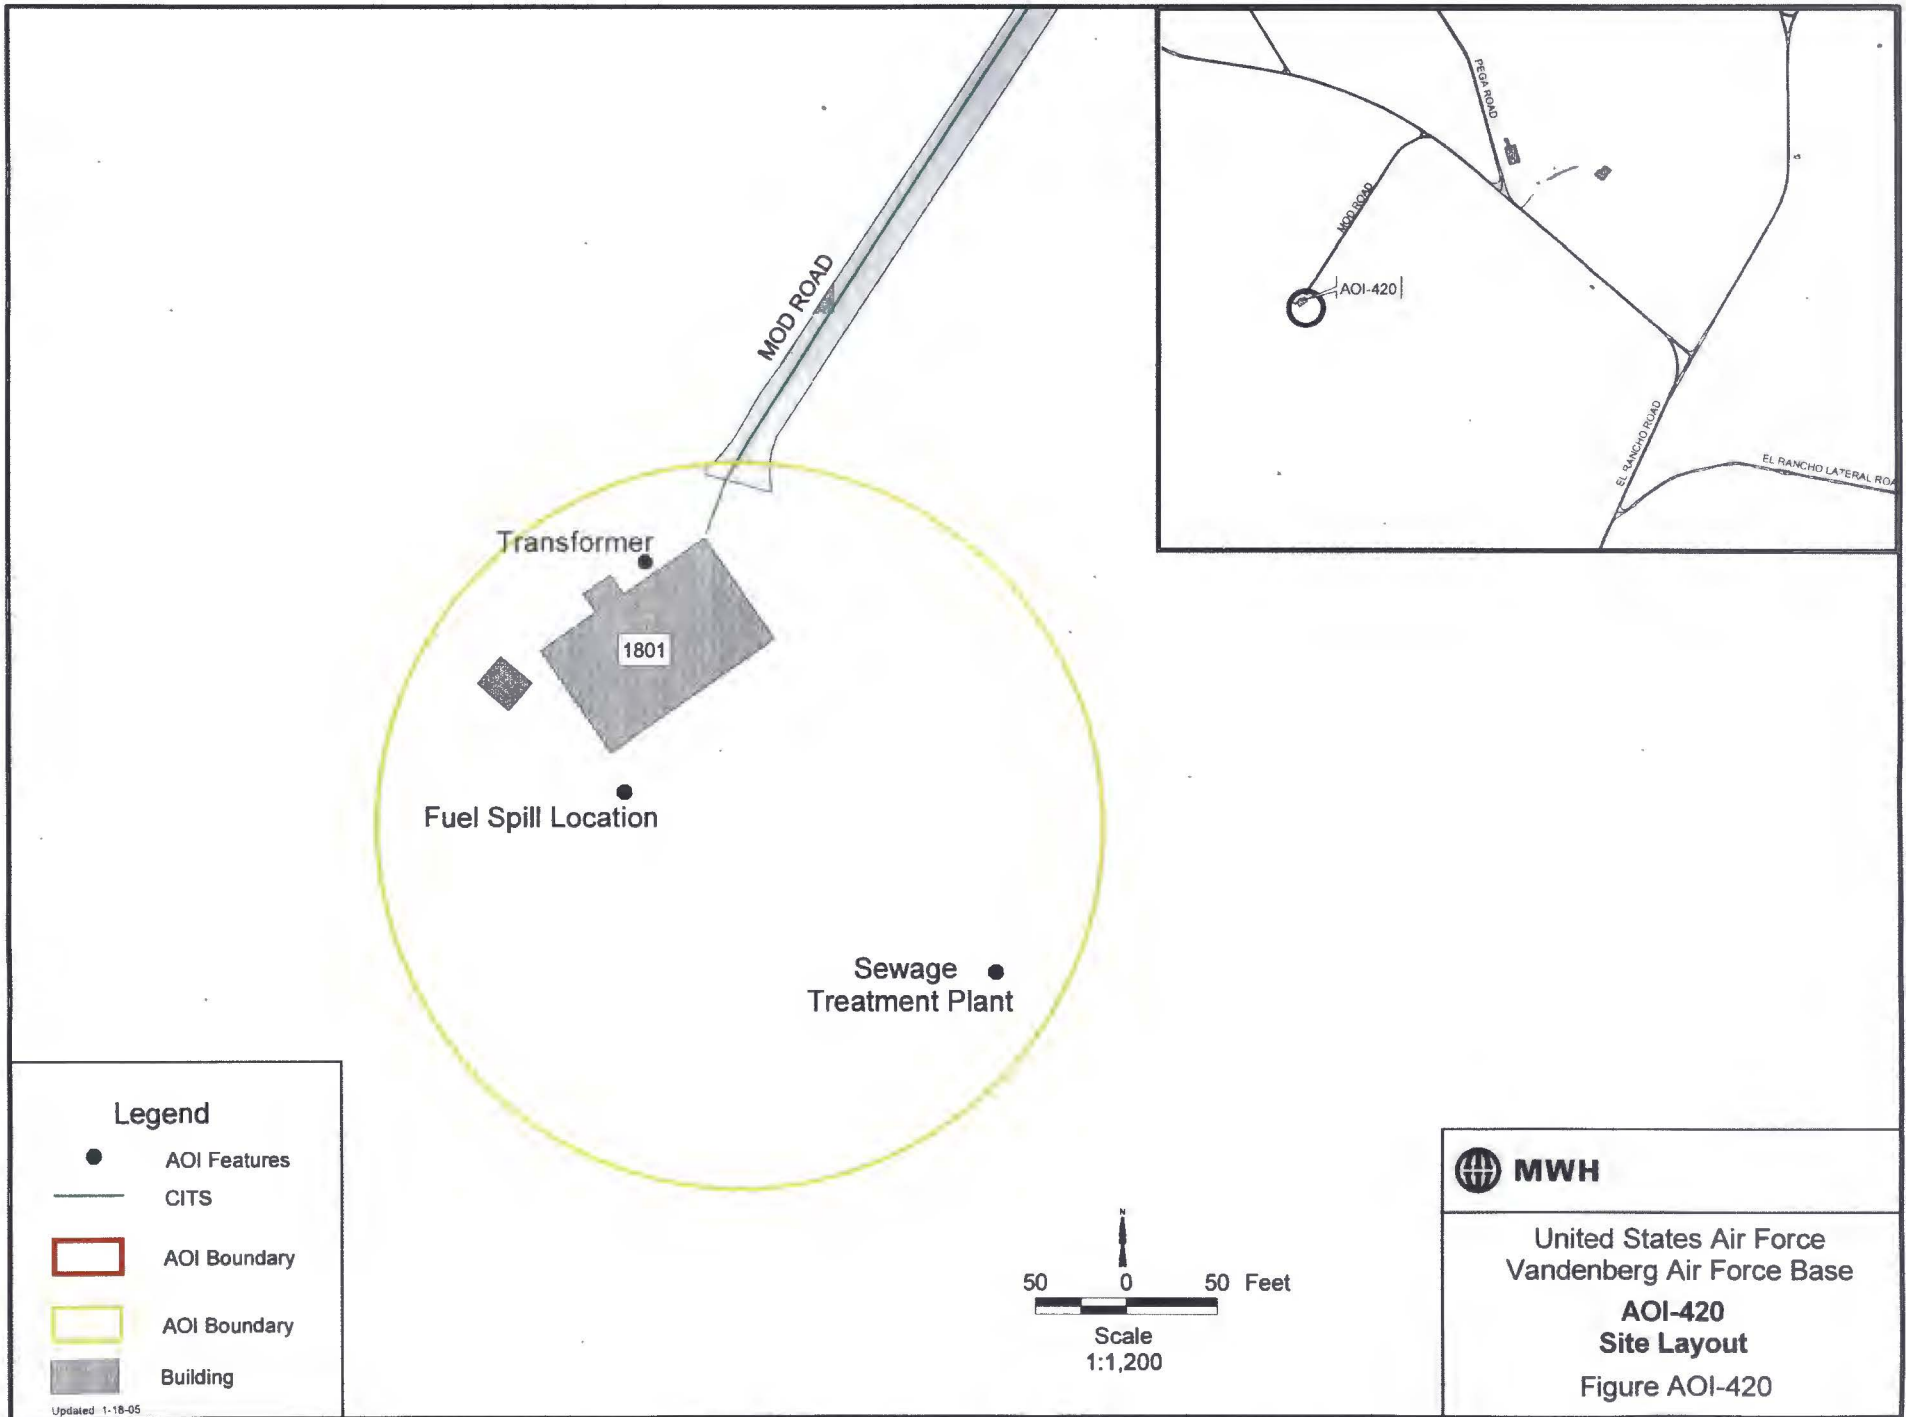 MOD ROAD
Transformer
1801
Fuel Spill Location
Sewage
Treatment Plant
PEGA ROAD
MOD ROAD
AOI-420
EL RANCHO ROAD
EL RANCHO LATERAL ROA
Legend
AOI Features
CITS
AOI Boundary
AOI Boundary
Building
Updated 1-18-05
N
50 0 50 Feet
Scale
1:1,200
MWH
United States Air Force
Vandenberg Air Force Base
AOI-420
Site Layout
Figure AOI-420